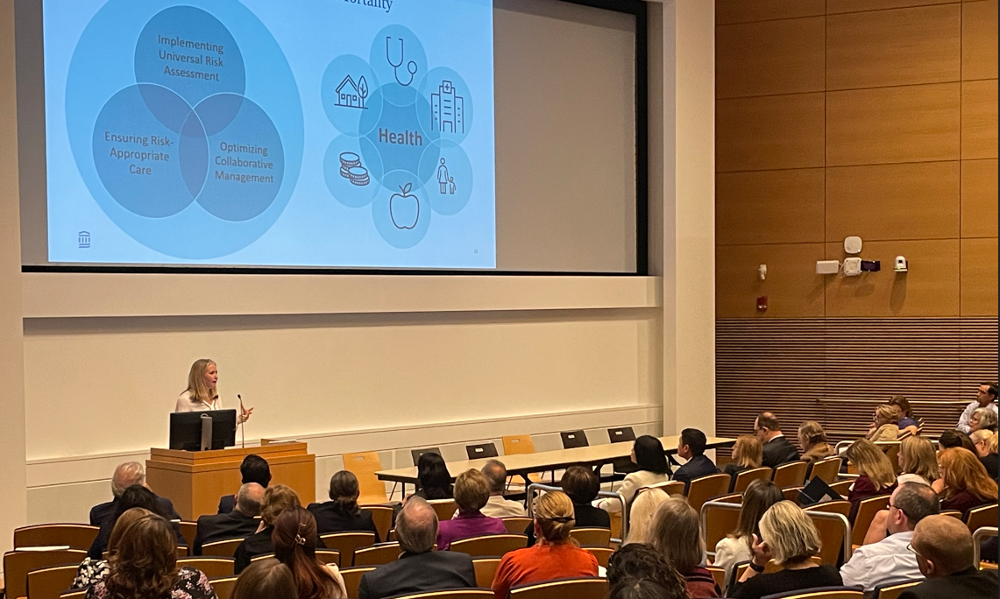 Implementing
Universal Risk
Assessment
Ensuring Risk-
Appropriate
Care
Optimizing
Collaborative
Management
Health